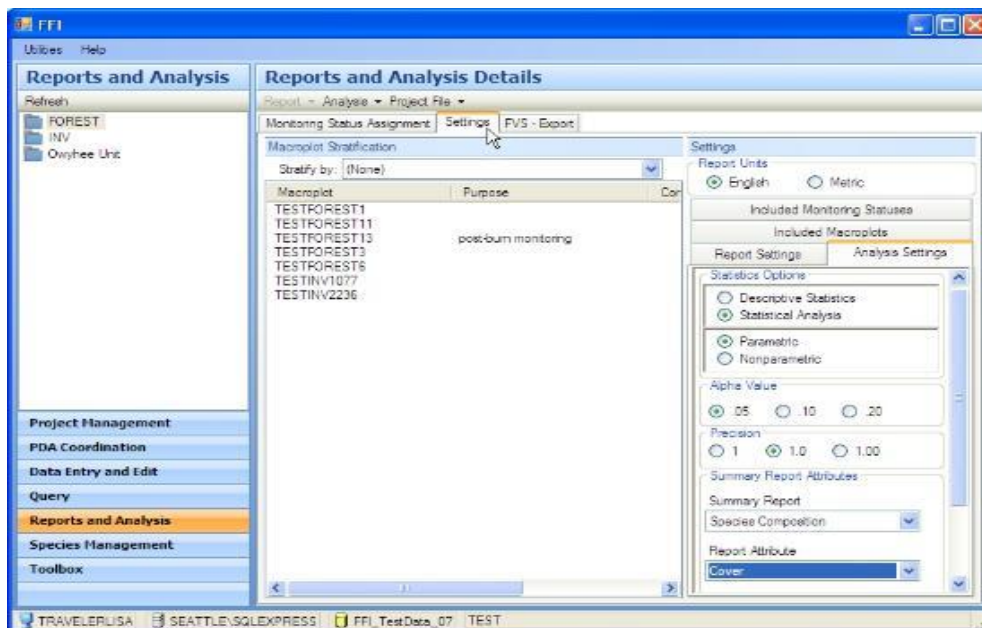 FFI
Utilities Help
Reports and Analysis
Refresh
FOREST
INV
Owyhee Unit
Project Management
PDA Coordination
Data Entry and Edit
Query
Reports and Analysis
Species Management
Toolbox
Reports and Analysis Details
Report Analysis Project File
Monitoring Status Assignment Settings FVS - Export
Macroplot Stratification
Stratify by: (None)
Macroplot Purpose Cor
TESTFOREST1
TESTFOREST11
TESTFOREST13 post-burn monitoring
TESTFOREST3
TESTFOREST6
TESTINV1077
TESTINV2236
Settings
Report Units
English Metric
Included Monitoring Statuses
Included Macroplots
Report Settings Analysis Settings
Statistics Options
Descriptive Statistics
Statistical Analysis
Parametric
Nonparametric
Alpha Value
.05 .10 .20
Precision
1 1.0 1.00
Summary Report Attributes
Summary Report
Species Composition
Report Attribute
Cover
TRAVELERLISA SEATTLE\SQLEXPRESS FFI_TestData_07 TEST